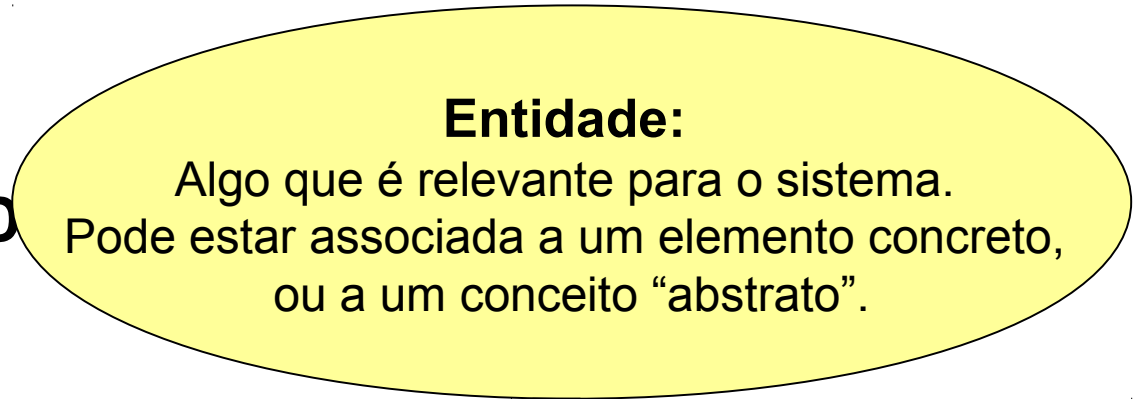 Entidade:
Algo que é relevante para o sistema.
Pode estar associada a um elemento concreto,
ou a um conceito “abstrato”.